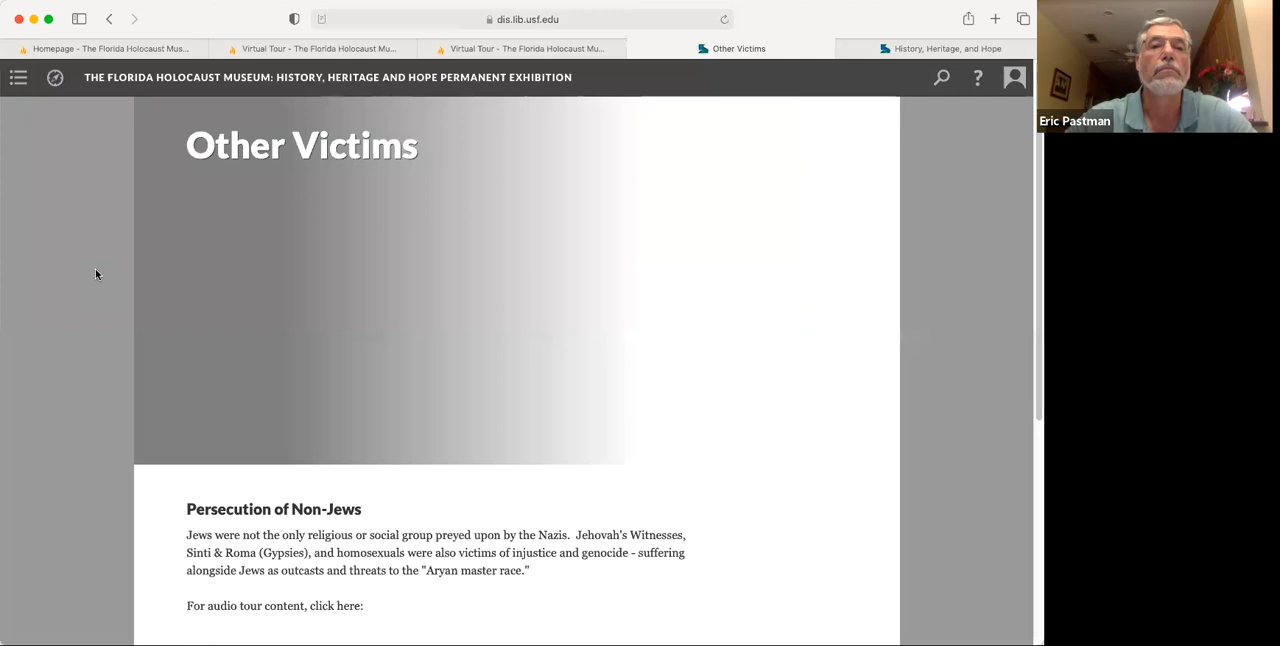 dis.lib.usf.edu
Homepage - The Florida Holocaust Mus...
Virtual Tour - The Florida Holocaust Mu...
Virtual Tour - The Florida Holocaust Mu...
Other Victims
History, Heritage, and Hope
THE FLORIDA HOLOCAUST MUSEUM: HISTORY, HERITAGE AND HOPE PERMANENT EXHIBITION
?
Eric Pastman
Other Victims
Persecution of Non-Jews
Jews were not the only religious or social group preyed upon by the Nazis. Jehovah's Witnesses,
Sinti & Roma (Gypsies), and homosexuals were also victims of injustice and genocide - suffering
alongside Jews as outcasts and threats to the "Aryan master race."
For audio tour content, click here: